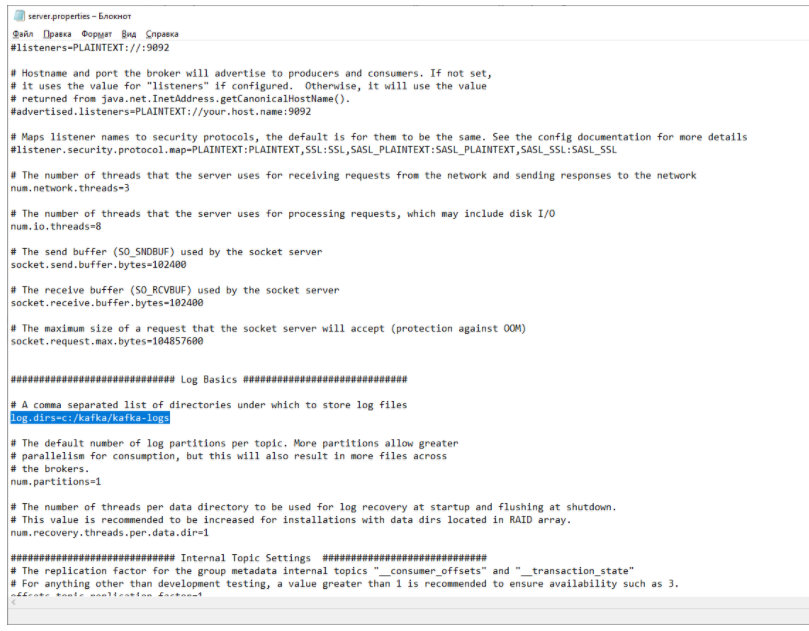 server.properties – Блокнот
Файл Правка Формат Вид Справка
#listeners=PLAINTEXT://:9092
# Hostname and port the broker will advertise to producers and consumers. If not set,
# it uses the value for "listeners" if configured.  Otherwise, it will use the value
# returned from java.net.InetAddress.getCanonicalHostName().
#advertised.listeners=PLAINTEXT://your.host.name:9092
# Maps listener names to security protocols, the default is for them to be the same. See the config documentation for more details
#listener.security.protocol.map=PLAINTEXT:PLAINTEXT,SSL:SSL,SASL_PLAINTEXT:SASL_PLAINTEXT,SASL_SSL:SASL_SSL
# The number of threads that the server uses for receiving requests from the network and sending responses to the network
num.network.threads=3
# The number of threads that the server uses for processing requests, which may include disk I/O
num.io.threads=8
# The send buffer (SO_SNDBUF) used by the socket server
socket.send.buffer.bytes=102400
# The receive buffer (SO_RCVBUF) used by the socket server
socket.receive.buffer.bytes=102400
# The maximum size of a request that the socket server will accept (protection against OOM)
socket.request.max.bytes=104857600
############################# Log Basics #############################
# A comma separated list of directories under which to store log files
log.dirs=c:/kafka/kafka-logs
# The default number of log partitions per topic. More partitions allow greater
# parallelism for consumption, but this will also result in more files across
# the brokers.
num.partitions=1
# The number of threads per data directory to be used for log recovery at startup and flushing at shutdown.
# This value is recommended to be increased for installations with data dirs located in RAID array.
num.recovery.threads.per.data.dir=1
############################# Internal Topic Settings  #############################
# The replication factor for the group metadata internal topics "__consumer_offsets" and "__transaction_state"
# For anything other than development testing, a value greater than 1 is recommended to ensure availability such as 3.
offsets.topic.replication.factor=1